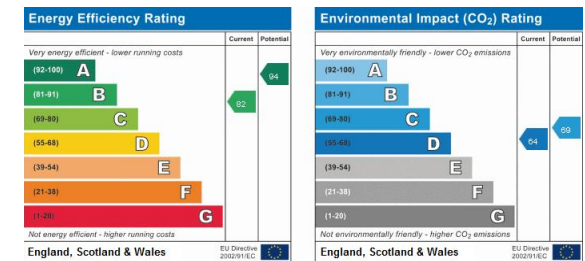 Energy Efficiency Rating
Current Potential
Very energy efficient - lower running costs
(92-100) A
94
(81-91) B
82
(69-80) C
(55-68) D
(39-54) E
(21-38) F
(1-20) G
Not energy efficient - higher running costs
England, Scotland & Wales
EU Directive
2002/91/EC
Environmental Impact (CO2) Rating
Current Potential
Very environmentally friendly - lower CO2 emissions
(92-100) A
(81-91) B
(69-80) C
69
(55-68) D
64
(39-54) E
(21-38) F
(1-20) G
Not environmentally friendly - higher CO2 emissions
England, Scotland & Wales
EU Directive
2002/91/EC